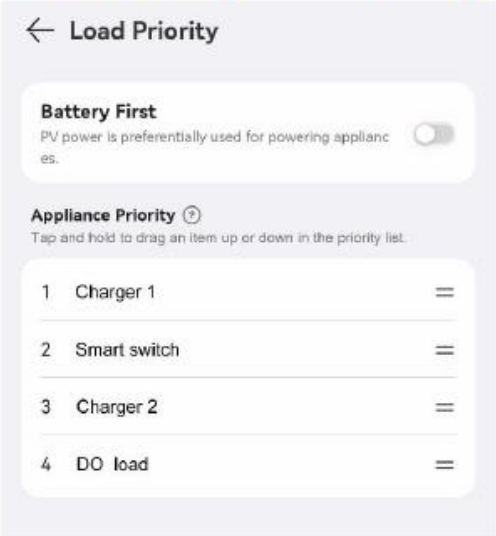 Load Priority
Battery First
PV power is preferentially used for powering applianc
es.
Appliance Priority ?
Tap and hold to drag an item up or down in the priority list.
1 Charger 1
2 Smart switch
3 Charger 2
4 DO load